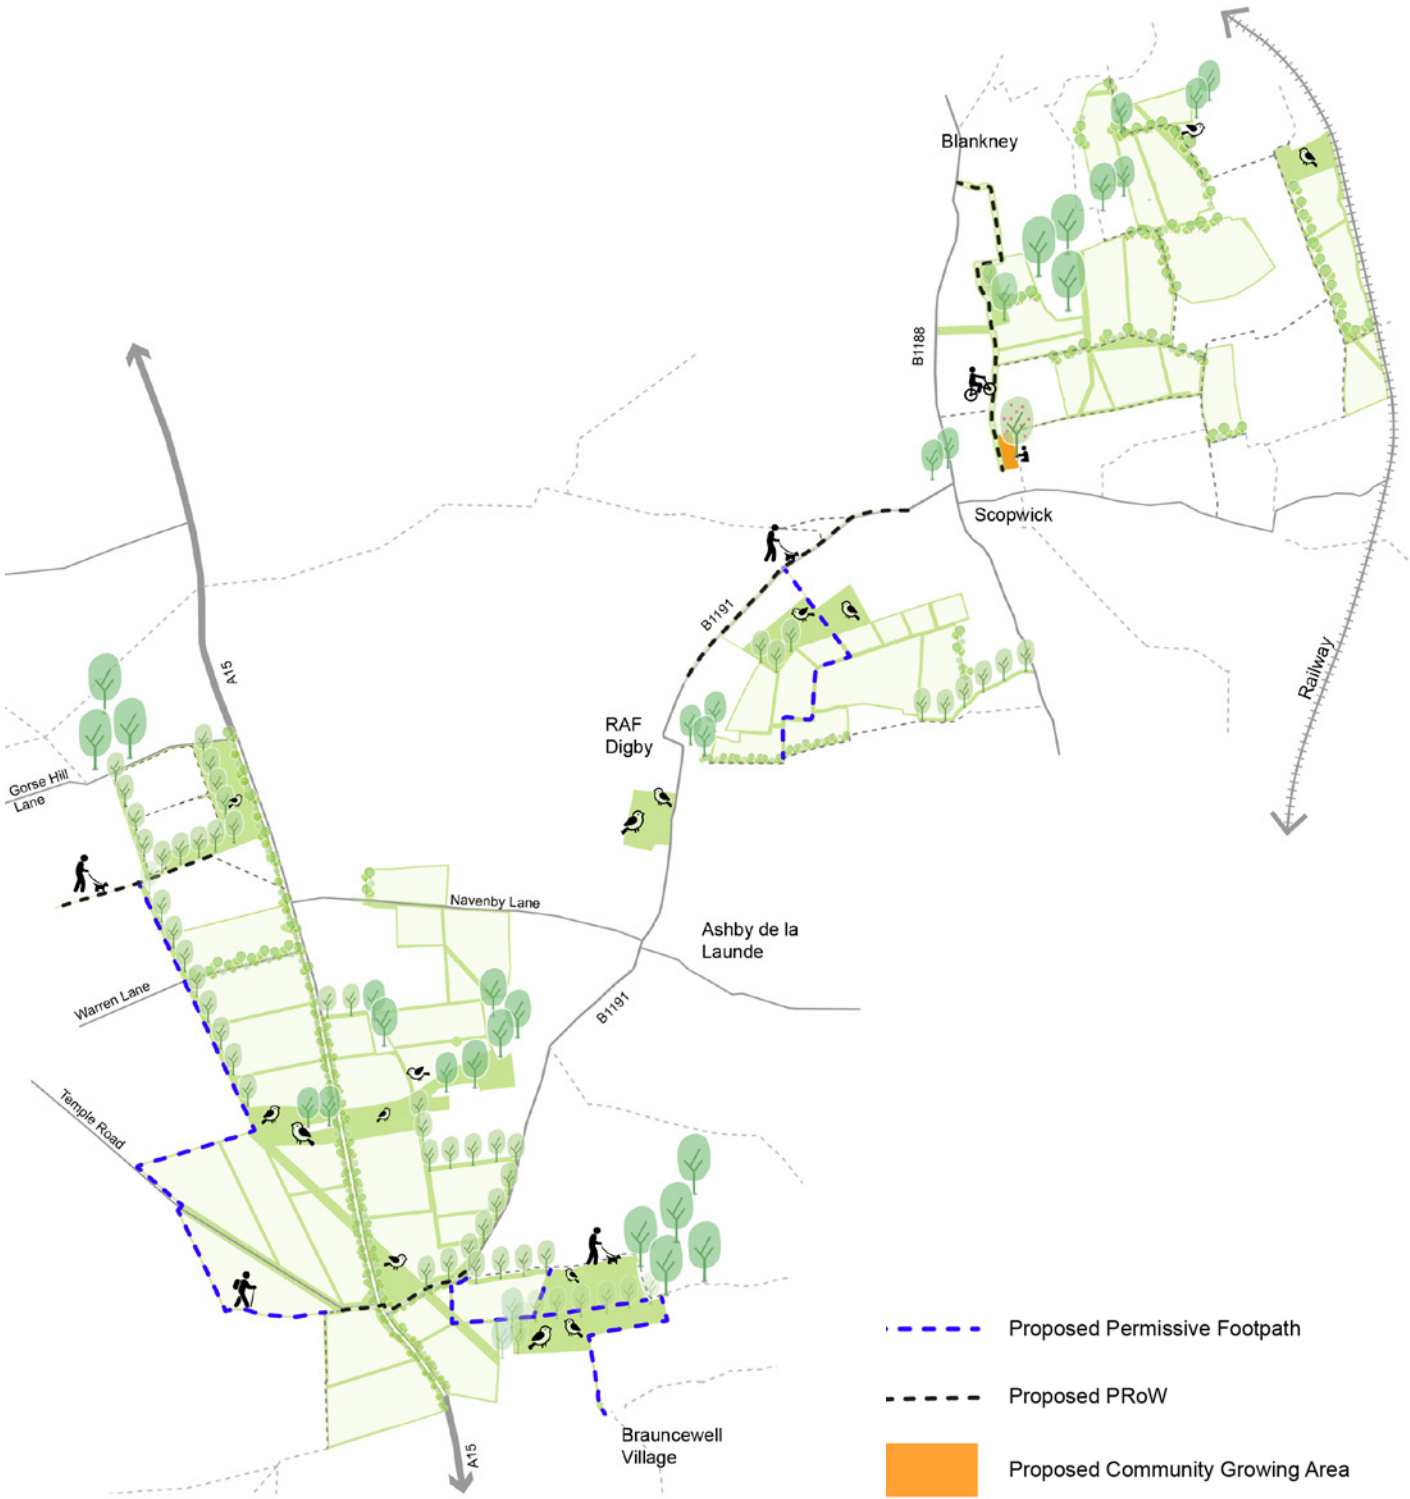 Blankney
B1188
Scopwick
B1191
Railway
A15
RAF
Digby
Gorse Hill
Lane
Navenby Lane
Ashby de la
Launde
Warren Lane
B1191
Temple Road
Brauncewell
Village
A15
Proposed Permissive Footpath
Proposed PRoW
Proposed Community Growing Area